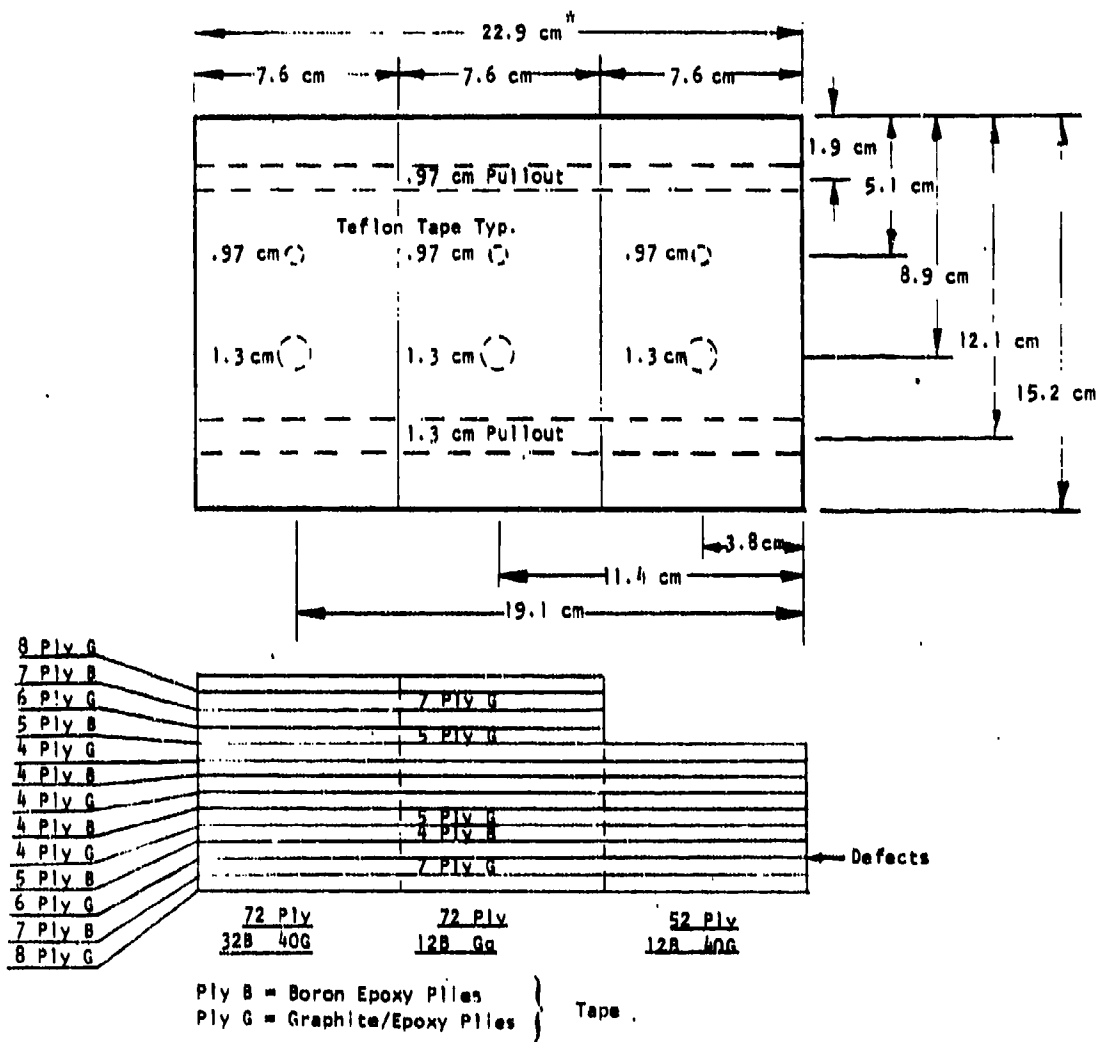 22.9 cm*
7.6 cm 7.6 cm 7.6 cm
1.9 cm
.97 cm Pullout
5.1 cm
Teflon Tape Typ.
.97 cm .97 cm .97 cm
8.9 cm
1.3 cm 1.3 cm 1.3 cm
12.1 cm
15.2 cm
1.3 cm Pullout
3.8 cm
11.4 cm
19.1 cm
8 Ply G
7 Ply B
6 Ply G
5 Ply B
4 Ply G
4 Ply B
4 Ply G
4 Ply B
4 Ply G
5 Ply B
6 Ply G
7 Ply B
8 Ply G
7 Ply G
5 Ply G
5 Ply G
4 Ply B
7 Ply G
Defects
72 Ply
32B 40G
72 Ply
12B Ga
52 Ply
12B 40G
Ply B = Boron Epoxy Plies
Ply G = Graphite/Epoxy Plies
Tape